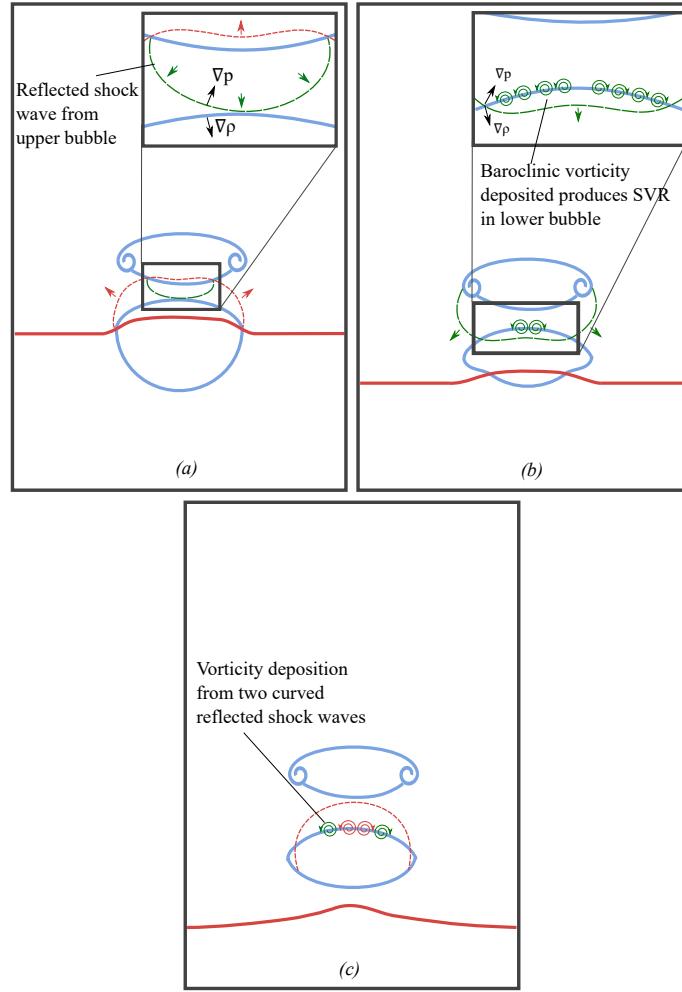 Reflected shock
wave from
upper bubble
∇p
∇ρ
(a)
∇p
∇ρ
Baroclinic vorticity
deposited produces SVR
in lower bubble
(b)
Vorticity deposition
from two curved
reflected shock waves
(c)